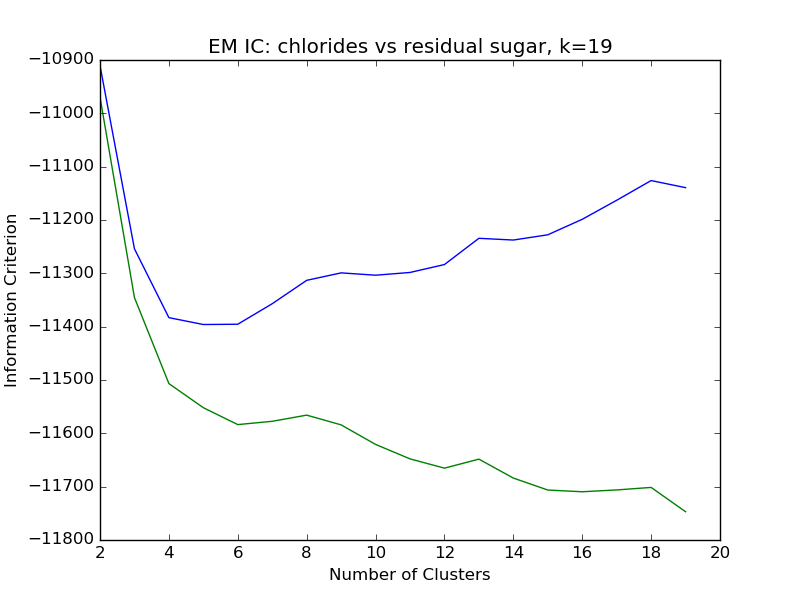 EM IC: chlorides vs residual sugar, k=19
−10900
−11000
−11100
−11200
−11300
−11400
−11500
−11600
−11700
−11800
Information Criterion
2 4 6 8 10 12 14 16 18 20
Number of Clusters